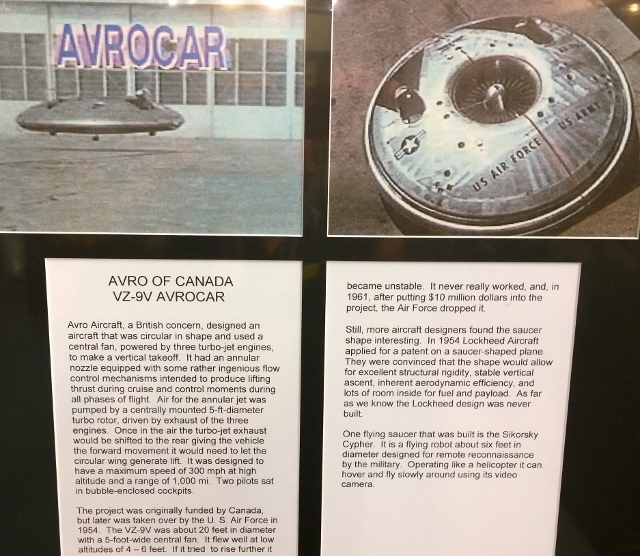 AVROCAR
US AIR FORCE
US ARMY
AVRO OF CANADA
VZ-9V AVROCAR
Avro Aircraft, a British concern, designed an
aircraft that was circular in shape and used a
central fan, powered by three turbo-jet engines,
to make a vertical takeoff. It had an annular
nozzle equipped with some rather ingenious flow
control mechanisms intended to produce lifting
thrust during cruise and control moments during
all phases of flight. Air for the annular jet was
pumped by a centrally mounted 5-ft-diameter
turbo rotor, driven by exhaust of the three
engines. Once in the air the turbo-jet exhaust
would be shifted to the rear giving the vehicle
the forward movement it would need to let the
circular wing generate lift. It was designed to
have a maximum speed of 300 mph at high
altitude and a range of 1,000 mi. Two pilots sat
in bubble-enclosed cockpits.
The project was originally funded by Canada,
but later was taken over by the U. S. Air Force in
1954. The VZ-9V was about 20 feet in diameter
with a 5-foot-wide central fan. It flew well at low
altitudes of 4 – 6 feet. If it tried to rise further it
became unstable. It never really worked, and, in
1961, after putting $10 million dollars into the
project, the Air Force dropped it.
Still, more aircraft designers found the saucer
shape interesting. In 1954 Lockheed Aircraft
applied for a patent on a saucer-shaped plane.
They were convinced that the shape would allow
for excellent structural rigidity, stable vertical
ascent, inherent aerodynamic efficiency, and
lots of room inside for fuel and payload. As far
as we know the Lockheed design was never
built.
One flying saucer that was built is the Sikorsky
Cypher. It is a flying robot about six feet in
diameter designed for remote reconnaissance
by the military. Operating like a helicopter it can
hover and fly slowly around using its video
camera.